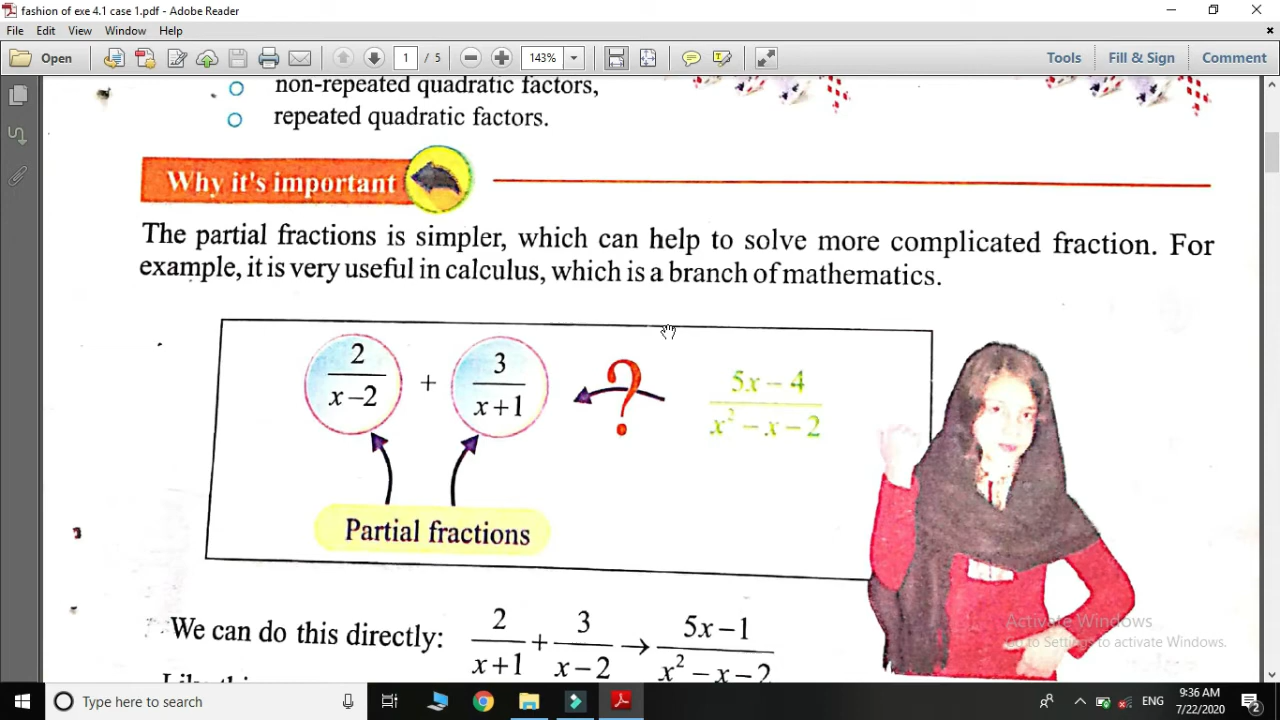 fashion of exe 4.1 case 1.pdf - Adobe Reader
File Edit View Window Help
Open 1 / 5 143% Tools Fill & Sign Comment
non-repeated quadratic factors,
repeated quadratic factors.
Why it's important
The partial fractions is simpler, which can help to solve more complicated fraction. For
example, it is very useful in calculus, which is a branch of mathematics.
2/(x−2) + 3/(x+1) ? (5x−4)/(x²−x−2)
Partial fractions
We can do this directly: 2/(x+1) + 3/(x−2) → (5x−1)/(x²−x−2)
Activate Windows
Go to Settings to activate Windows.
Type here to search
ENG
9:36 AM
7/22/2020
2